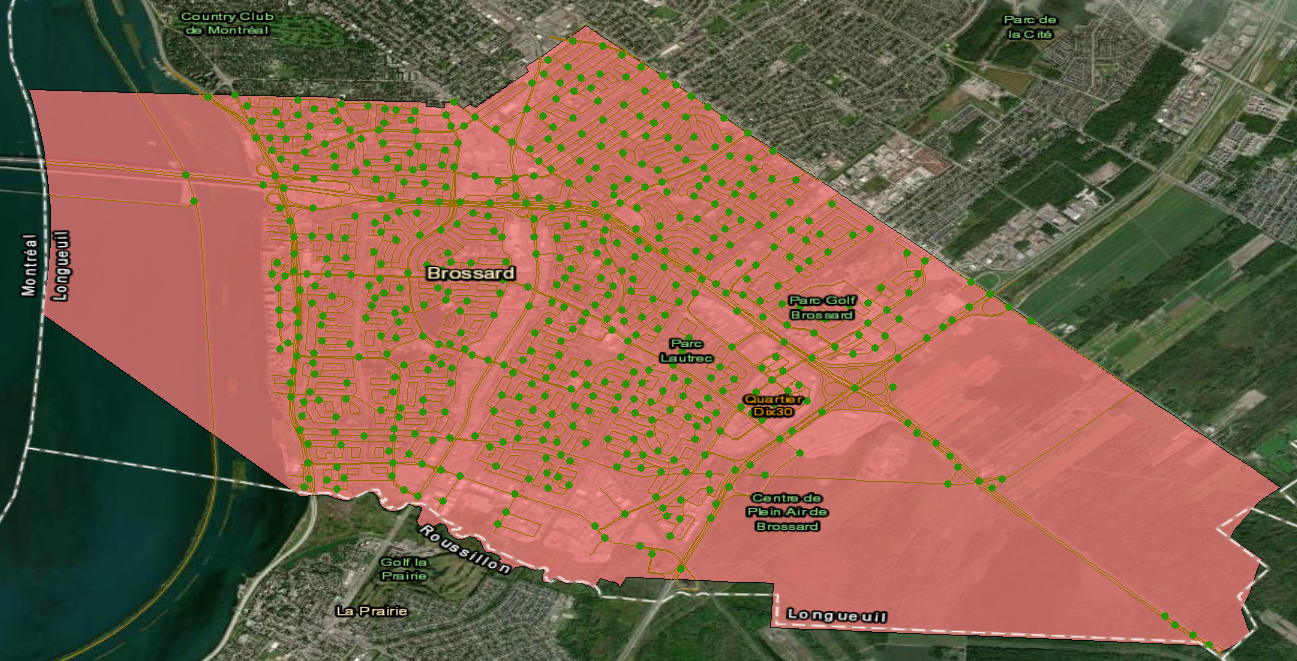 Country Club
de Montréal
Parc de
la Cité
Montréal
Longueuil
Brossard
Parc Golf
Brossard
Parc
Lautrec
Quartier
Dix30
Centre de
Plein Air de
Brossard
Roussillon
Golf la
Prairie
La Prairie
Longueuil